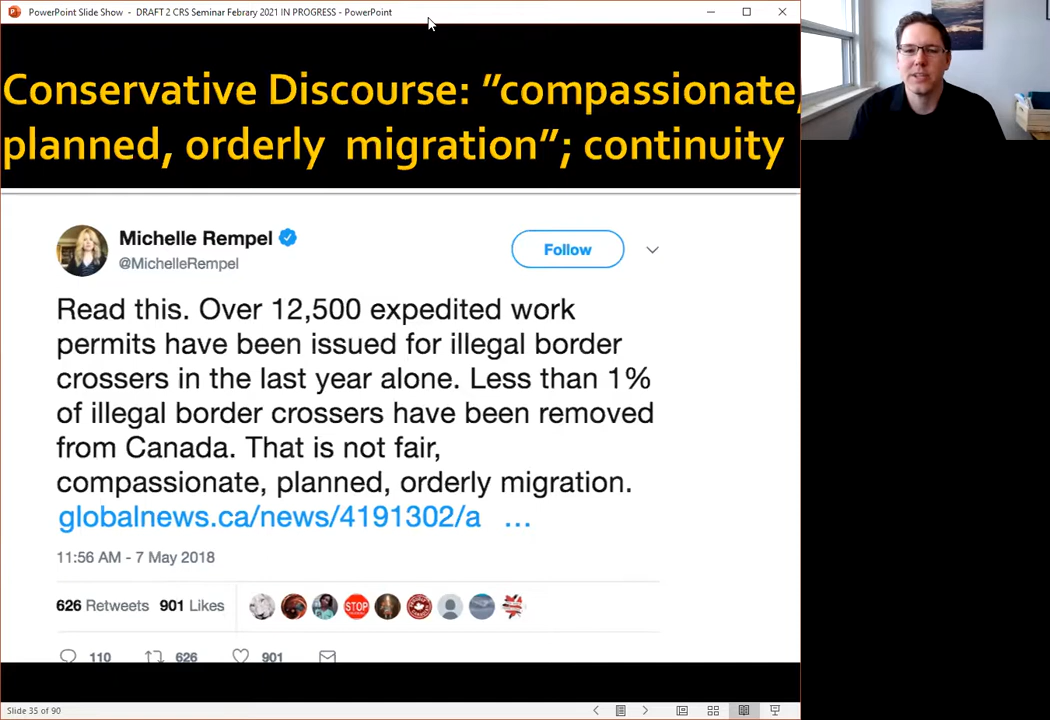 PowerPoint Slide Show - DRAFT 2 CRS Seminar Febrary 2021 IN PROGRESS - PowerPoint
Conservative Discourse: ”compassionate,
planned, orderly migration”; continuity
Michelle Rempel
@MichelleRempel
Follow
Read this. Over 12,500 expedited work
permits have been issued for illegal border
crossers in the last year alone. Less than 1%
of illegal border crossers have been removed
from Canada. That is not fair,
compassionate, planned, orderly migration.
globalnews.ca/news/4191302/a ...
11:56 AM - 7 May 2018
626 Retweets 901 Likes
STOP
110 626 901
Slide 35 of 90